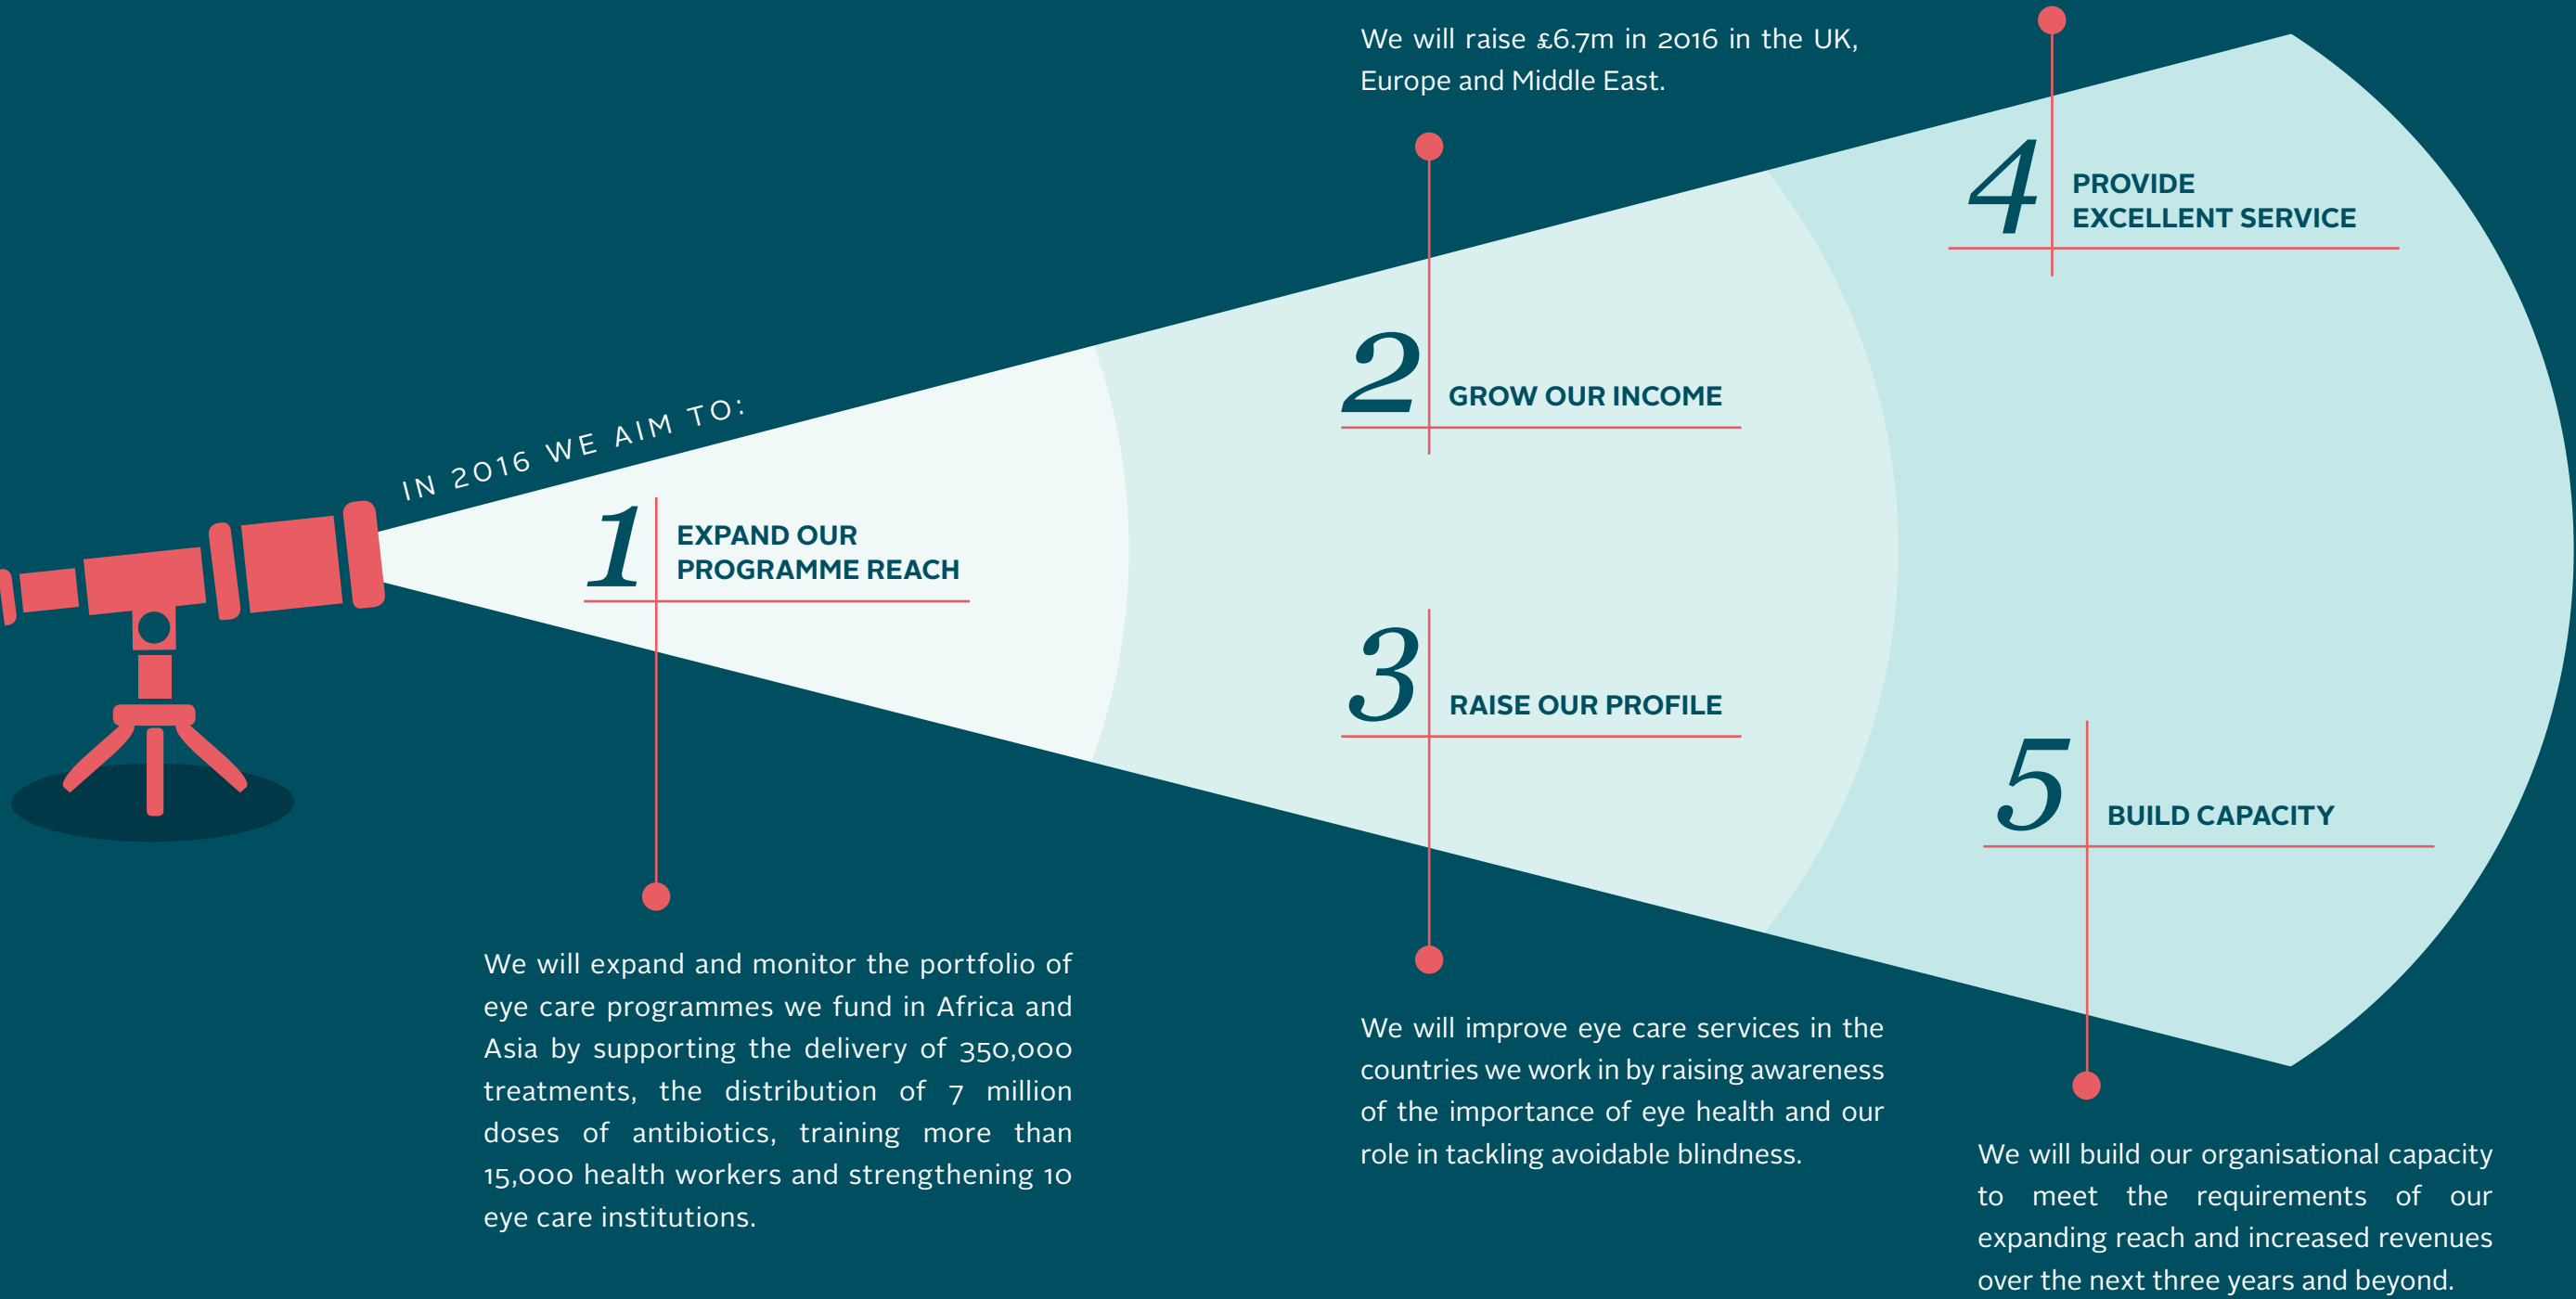 IN 2016 WE AIM TO:
1
EXPAND OUR
PROGRAMME REACH
We will expand and monitor the portfolio of
eye care programmes we fund in Africa and
Asia by supporting the delivery of 350,000
treatments, the distribution of 7 million
doses of antibiotics, training more than
15,000 health workers and strengthening 10
eye care institutions.
We will raise £6.7m in 2016 in the UK,
Europe and Middle East.
2
GROW OUR INCOME
3
RAISE OUR PROFILE
We will improve eye care services in the
countries we work in by raising awareness
of the importance of eye health and our
role in tackling avoidable blindness.
4
PROVIDE
EXCELLENT SERVICE
5
BUILD CAPACITY
We will build our organisational capacity
to meet the requirements of our
expanding reach and increased revenues
over the next three years and beyond.